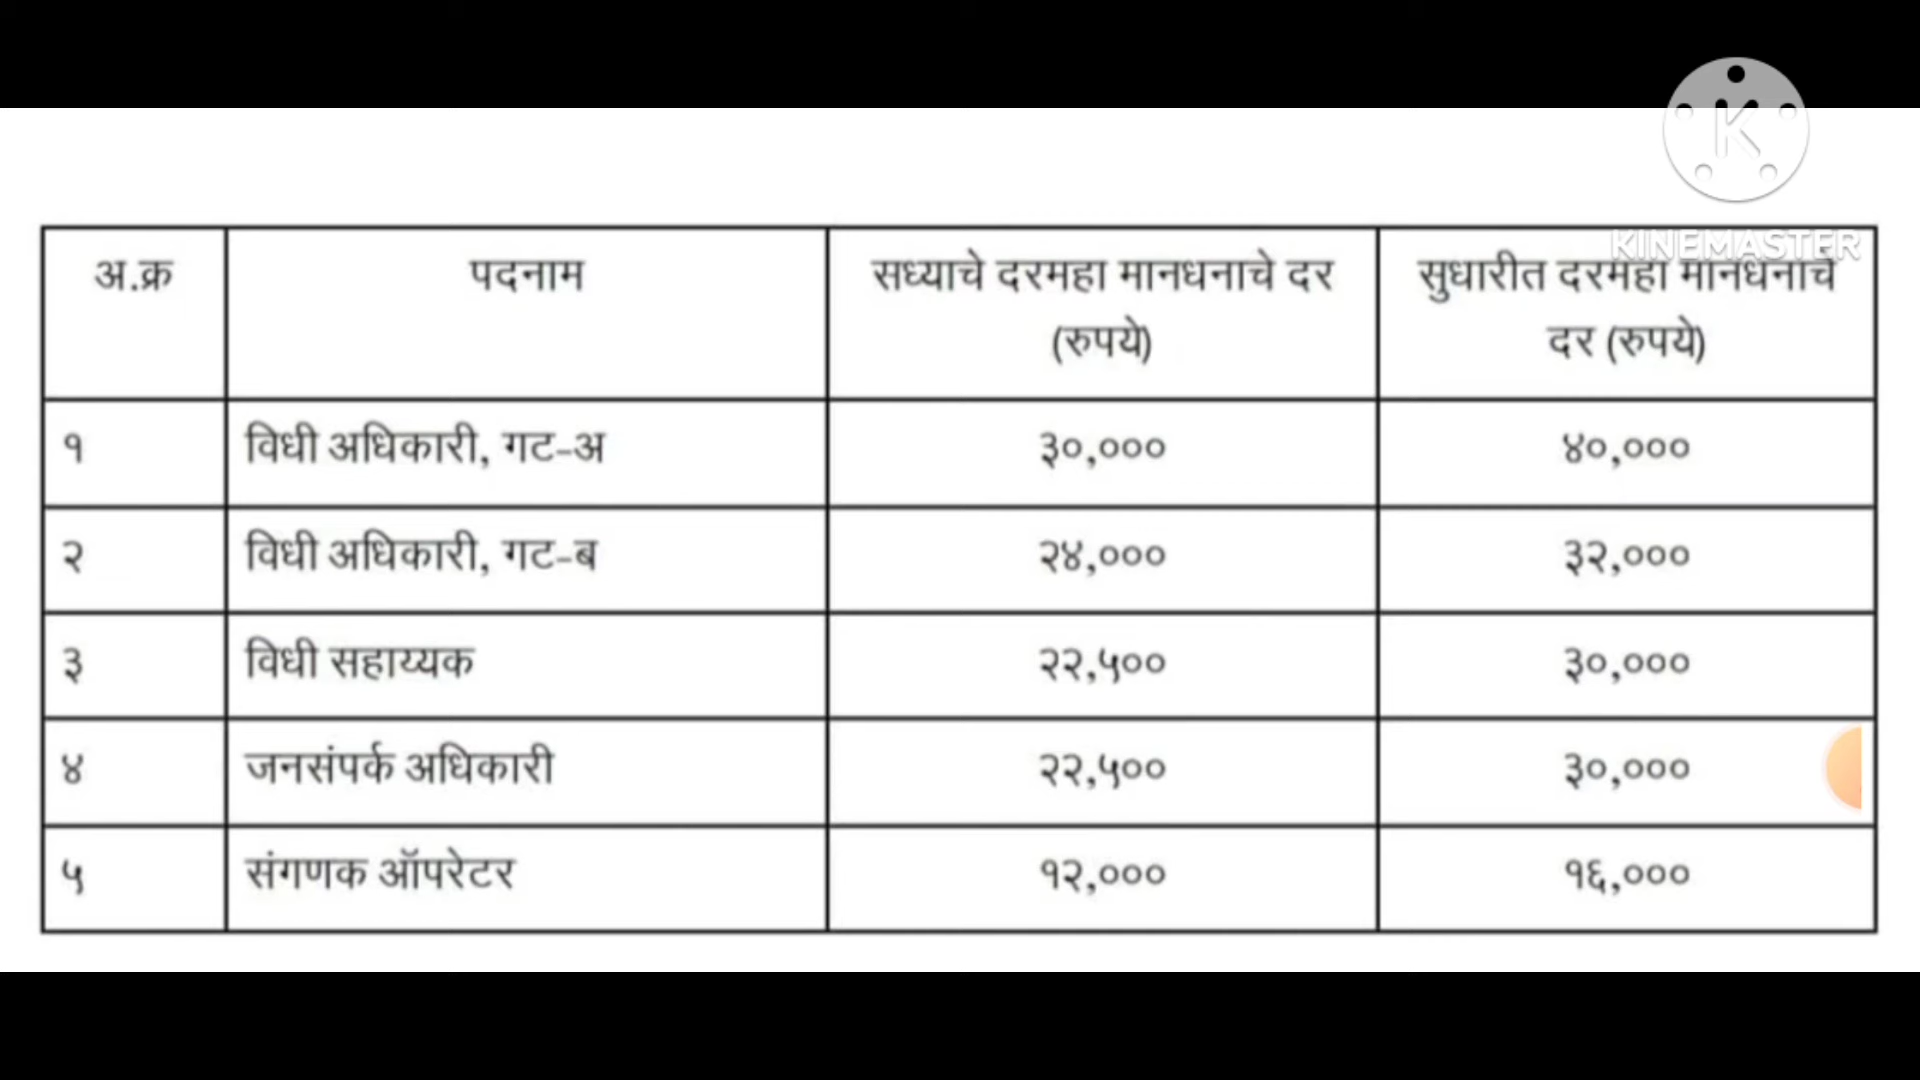 KINEMASTER
अ.क्र पदनाम सध्याचे दरमहा मानधनाचे दर सुधारीत दरमहा मानधनाचे
(रुपये) दर (रुपये)
१ विधी अधिकारी, गट-अ ३०,००० ४०,०००
२ विधी अधिकारी, गट-ब २४,००० ३२,०००
३ विधी सहाय्यक २२,५०० ३०,०००
४ जनसंपर्क अधिकारी २२,५०० ३०,०००
५ संगणक ऑपरेटर १२,००० १६,०००